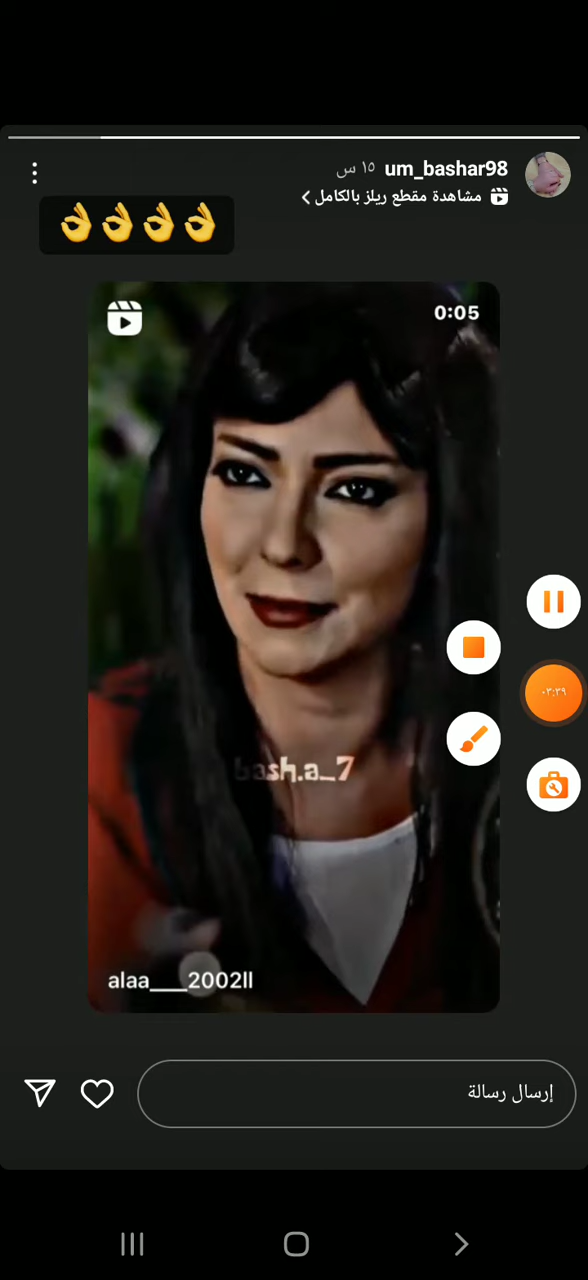 um_bashar98 ١٥ س
مشاهدة مقطع ريلز بالكامل
👌👌👌👌
0:05
٠٣:٣٩
bash.a_7
alaa___2002ll
إرسال رسالة